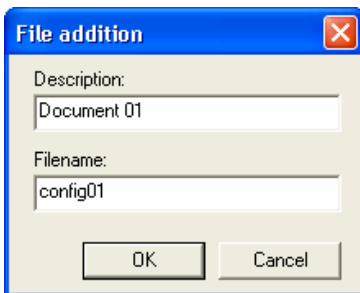 File addition
Description:
Document 01
Filename:
config01
OK Cancel